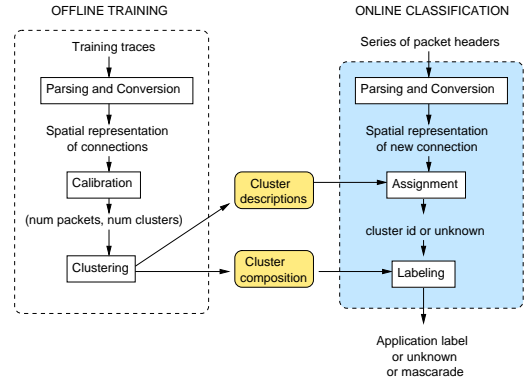 OFFLINE TRAINING
Training traces
Parsing and Conversion
Spatial representation
of connections
Calibration
(num packets, num clusters)
Clustering
Cluster
descriptions
Cluster
composition
ONLINE CLASSIFICATION
Series of packet headers
Parsing and Conversion
Spatial representation
of new connection
Assignment
cluster id or unknown
Labeling
Application label
or unknown
or mascarade